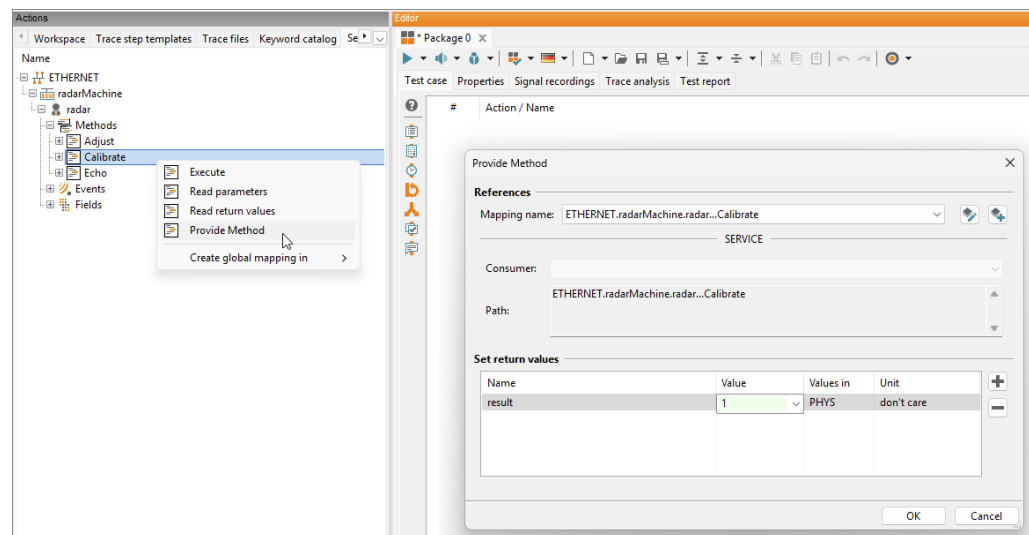 Actions
Workspace Trace step templates Trace files Keyword catalog Se
Name
ETHERNET
ECU radarMachine
radar
Methods
Adjust
Calibrate
Echo
Events
Fields
Execute
Read parameters
Read return values
Provide Method
Create global mapping in
Editor
* Package 0
Test case Properties Signal recordings Trace analysis Test report
# Action / Name
Provide Method
References
Mapping name: ETHERNET.radarMachine.radar...Calibrate
SERVICE
Consumer:
Path: ETHERNET.radarMachine.radar...Calibrate
Set return values
Name Value Values in Unit
result 1 PHYS don't care
OK Cancel